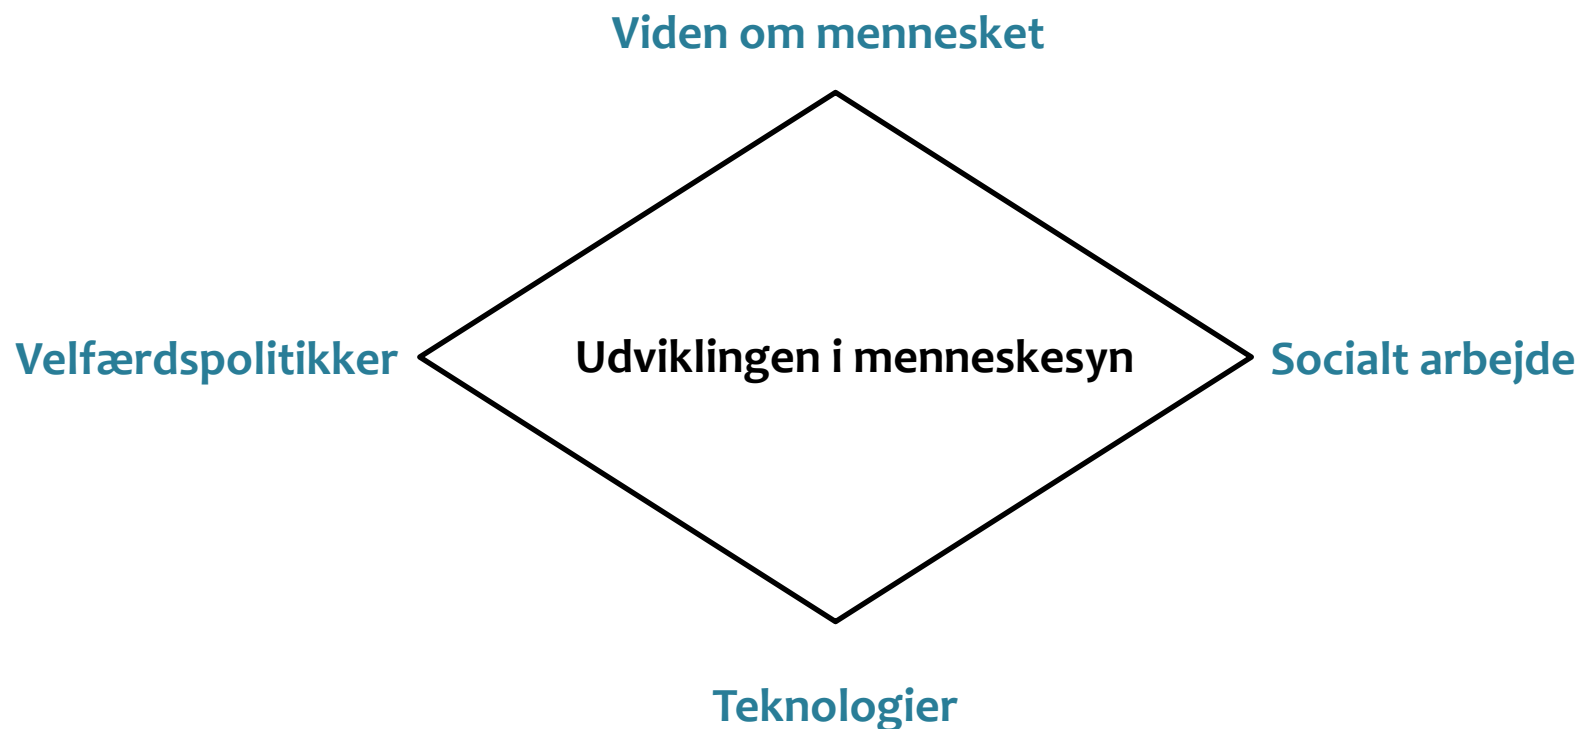 Viden om mennesket
Velfærdspolitikker
Udviklingen i menneskesyn
Socialt arbejde
Teknologier